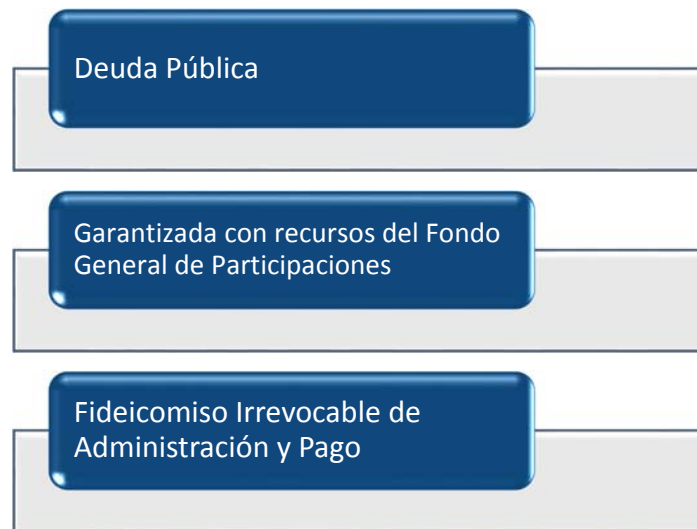 Deuda Pública
Garantizada con recursos del Fondo
General de Participaciones
Fideicomiso Irrevocable de
Administración y Pago